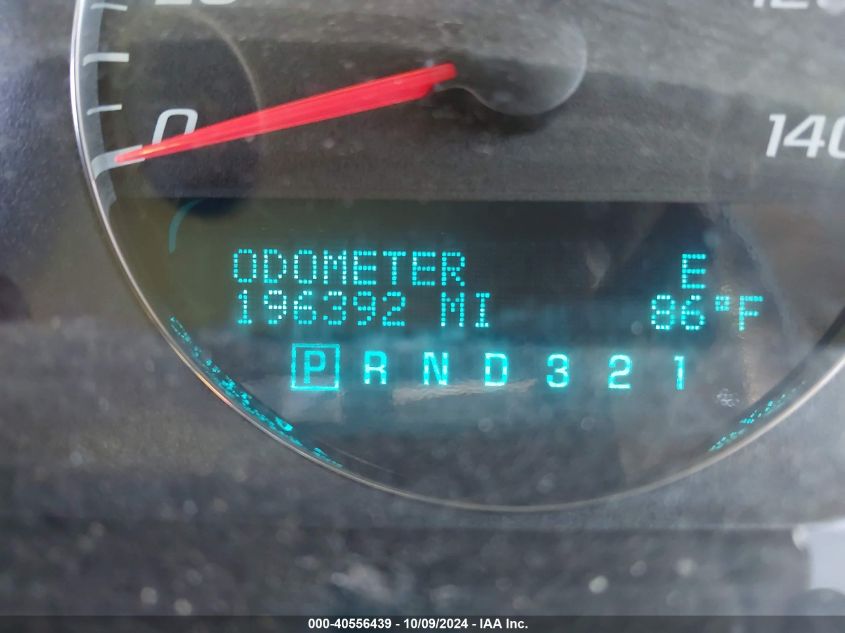 0
140
ODOMETER E
196392 MI 86°F
P R N D 3 2 1
000-40556439 - 10/09/2024 - IAA Inc.